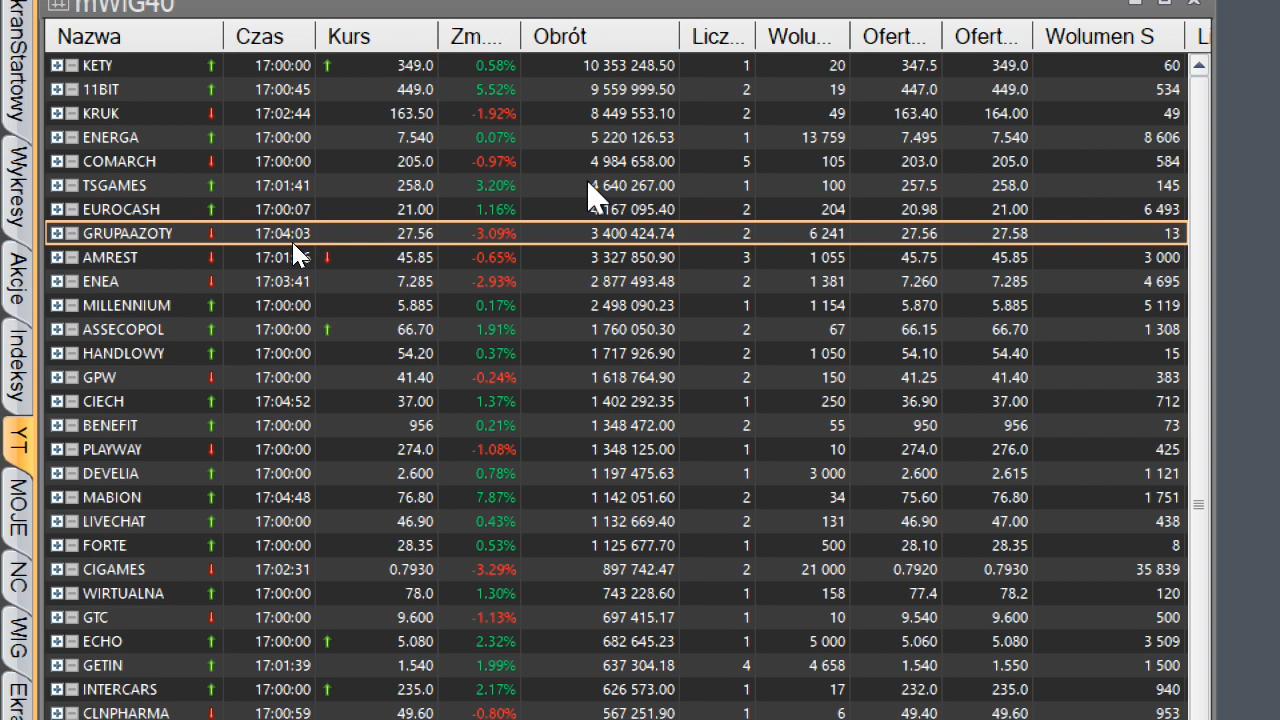 mWIG40
Nazwa Czas Kurs Zm.... Obrót Licz... Wolu... Ofert... Ofert... Wolumen S
KETY 17:00:00 349.0 0.58% 10 353 248.50 1 20 347.5 349.0 60
11BIT 17:00:45 449.0 5.52% 9 559 999.50 2 19 447.0 449.0 534
KRUK 17:02:44 163.50 -1.92% 8 449 553.10 2 49 163.40 164.00 49
ENERGA 17:00:00 7.540 0.07% 5 220 126.53 1 13 759 7.495 7.540 8 606
COMARCH 17:00:00 205.0 -0.97% 4 984 658.00 5 105 203.0 205.0 584
TSGAMES 17:01:41 258.0 3.20% 4 640 267.00 1 100 257.5 258.0 145
EUROCASH 17:00:07 21.00 1.16% 4 167 095.40 2 204 20.98 21.00 6 493
GRUPAAZOTY 17:04:03 27.56 -3.09% 3 400 424.74 2 6 241 27.56 27.58 13
AMREST 45.85 -0.65% 3 327 850.90 3 1 055 45.75 45.85 3 000
ENEA 17:03:41 7.285 -2.93% 2 877 493.48 2 1 381 7.260 7.285 4 695
MILLENNIUM 17:00:00 5.885 0.17% 2 498 090.23 1 1 154 5.870 5.885 5 119
ASSECOPOL 17:00:00 66.70 1.91% 1 760 050.30 2 67 66.15 66.70 1 308
HANDLOWY 17:00:00 54.20 0.37% 1 717 926.90 2 1 050 54.10 54.40 15
GPW 17:00:00 41.40 -0.24% 1 618 764.90 2 150 41.25 41.40 383
CIECH 17:04:52 37.00 1.37% 1 402 292.35 1 250 36.90 37.00 712
BENEFIT 17:00:00 956 0.21% 1 348 472.00 2 55 950 956 73
PLAYWAY 17:00:00 274.0 -1.08% 1 348 125.00 1 10 274.0 276.0 425
DEVELIA 17:00:00 2.600 0.78% 1 197 475.63 1 3 000 2.600 2.615 1 121
MABION 17:04:48 76.80 7.87% 1 142 051.60 2 34 75.60 76.80 1 751
LIVECHAT 17:00:00 46.90 0.43% 1 132 669.40 2 131 46.90 47.00 438
FORTE 17:00:00 28.35 0.53% 1 125 677.70 1 500 28.10 28.35 8
CIGAMES 17:02:31 0.7930 -3.29% 897 742.47 2 21 000 0.7920 0.7930 35 839
WIRTUALNA 17:00:00 78.0 1.30% 743 228.60 1 158 77.4 78.2 120
GTC 17:00:00 9.600 -1.13% 697 415.17 1 10 9.540 9.600 500
ECHO 17:00:00 5.080 2.32% 682 645.23 1 5 000 5.060 5.080 3 509
GETIN 17:01:39 1.540 1.99% 637 304.18 4 4 658 1.540 1.550 1 500
INTERCARS 17:00:00 235.0 2.17% 626 573.00 1 17 232.0 235.0 940
CLNPHARMA 17:00:59 49.60 -0.80% 567 251.90 1 6 49.40 49.60 953
kranStartowy
Wykresy
Akcje
Indeksy
YT
MOJE
NC
WIG
Ekra